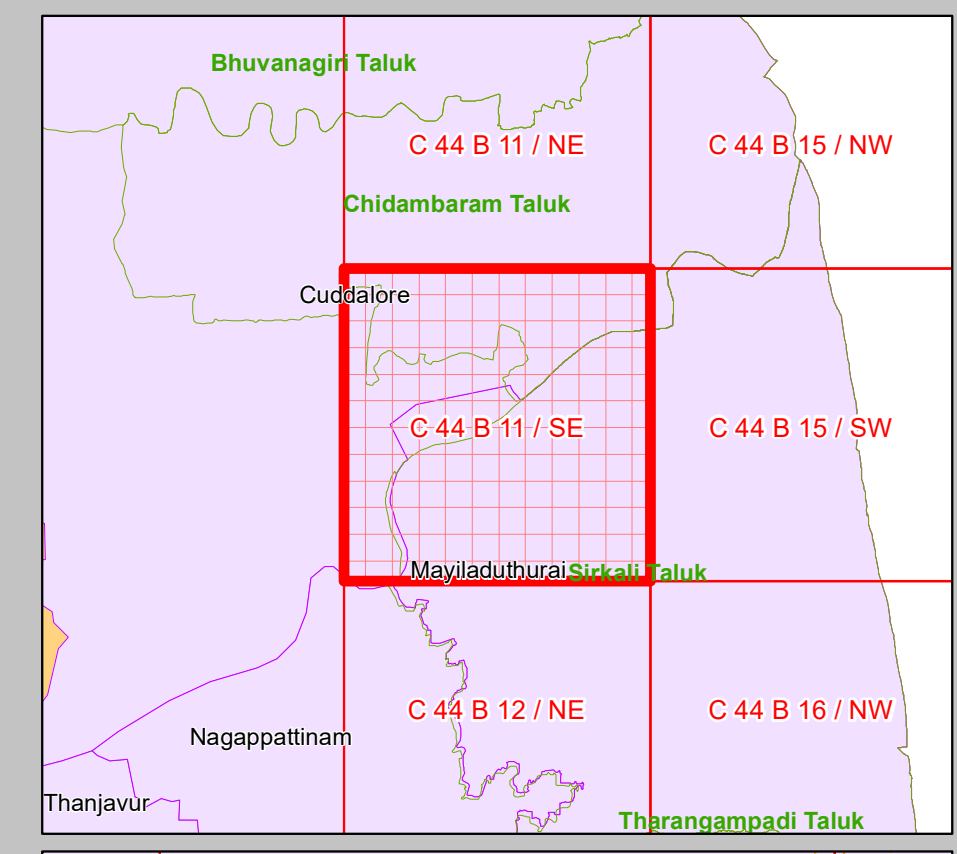 Bhuvanagiri Taluk
C 44 B 11 / NE
C 44 B 15 / NW
Chidambaram Taluk
Cuddalore
C 44 B 11 / SE
C 44 B 15 / SW
Mayiladuthurai
Sirkali Taluk
C 44 B 12 / NE
C 44 B 16 / NW
Nagappattinam
Thanjavur
Tharangampadi Taluk